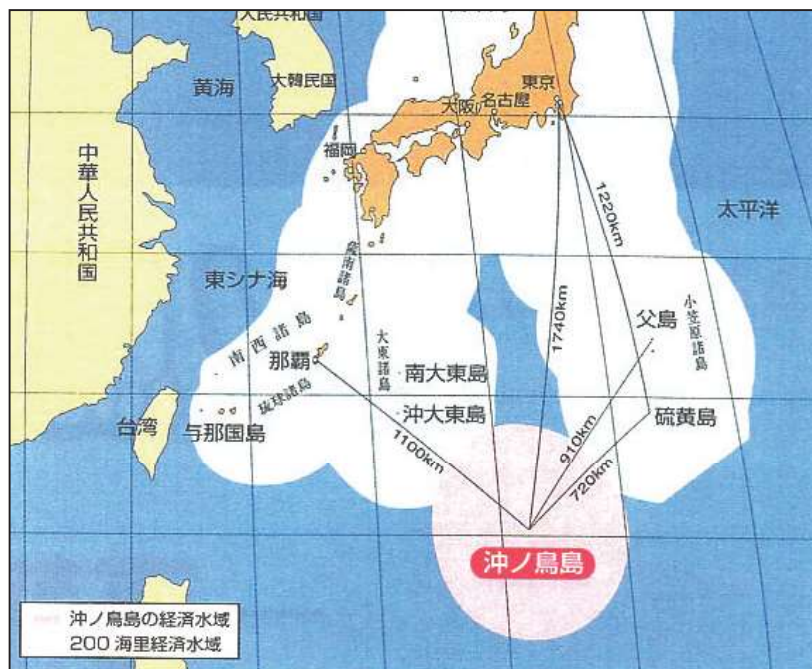 人民共和国
大韓民国
黄海
東京
名古屋
大阪
福岡
中華人民共和国
1220km
太平洋
東シナ海
薩南諸島
1740km
小笠原諸島
父島
南西諸島
大東諸島
那覇
南大東島
琉球諸島
沖大東島
硫黄島
台湾
与那国島
1100km
910km
720km
沖ノ鳥島
沖ノ鳥島の経済水域
200海里経済水域